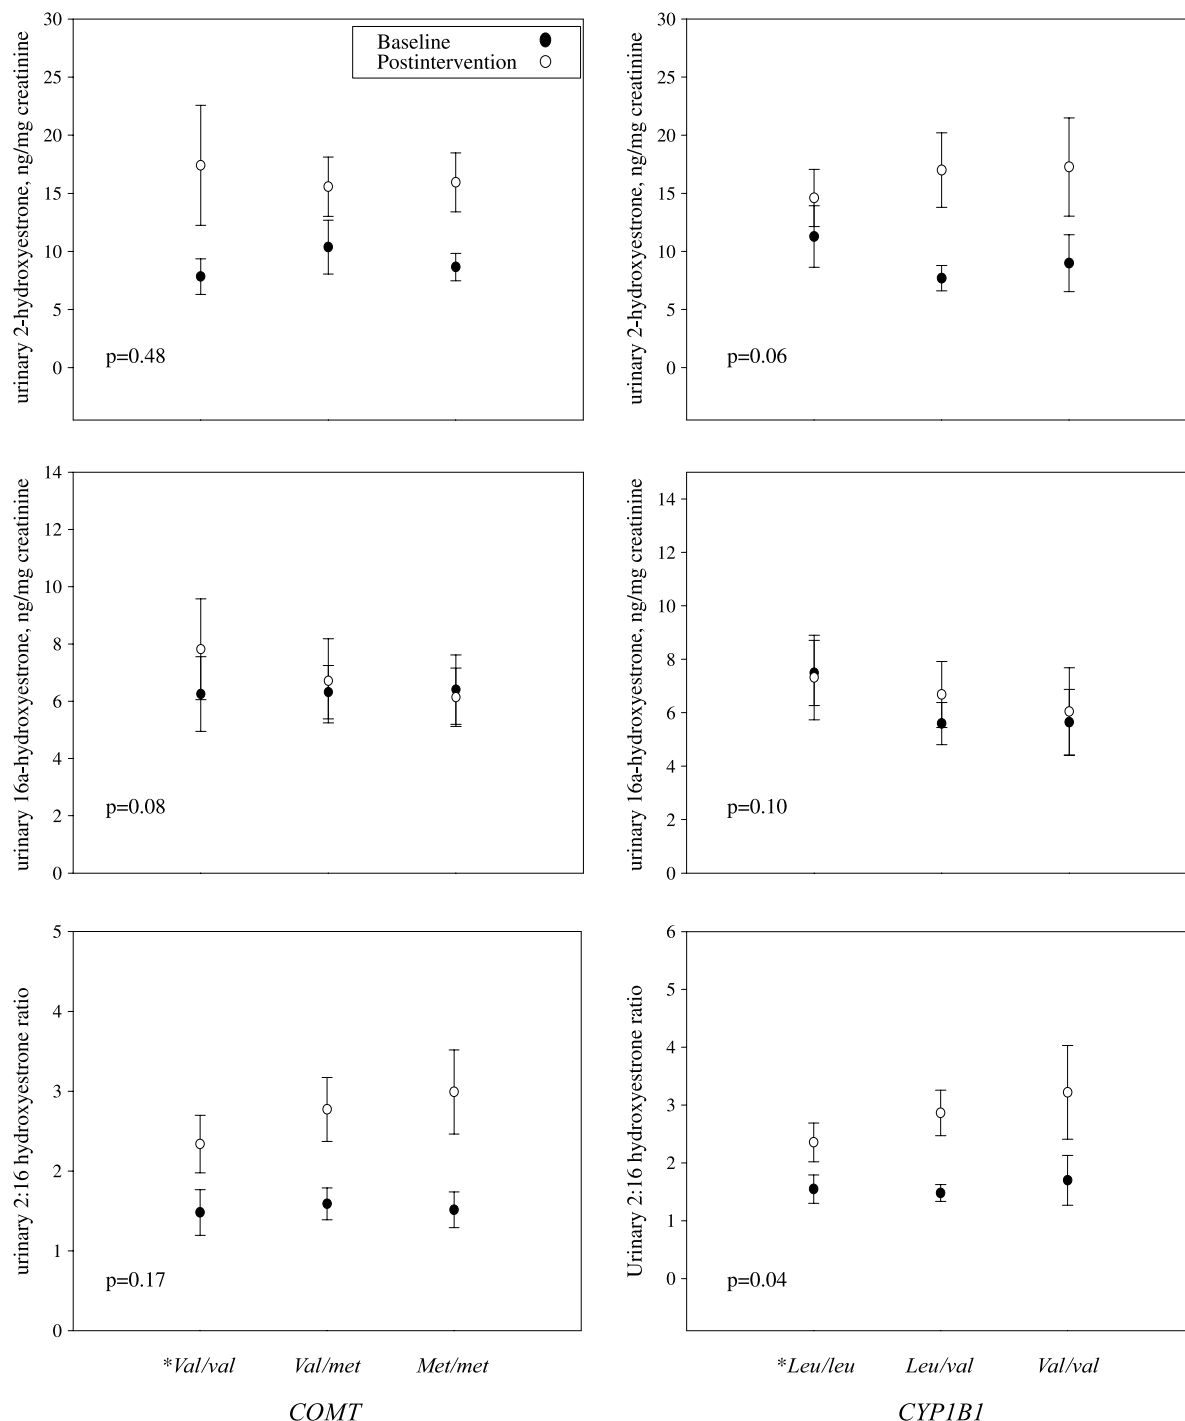 30
25
20
15
10
5
0
urinary 2-hydroxyestrone, ng/mg creatinine
Baseline
Postintervention
p=0.48
30
25
20
15
10
5
0
urinary 2-hydroxyestrone, ng/mg creatinine
p=0.06
14
12
10
8
6
4
2
0
urinary 16a-hydroxyestrone, ng/mg creatinine
p=0.08
14
12
10
8
6
4
2
0
urinary 16a-hydroxyestrone, ng/mg creatinine
p=0.10
5
4
3
2
1
0
urinary 2:16 hydroxyestrone ratio
p=0.17
*Val/val Val/met Met/met
COMT
6
5
4
3
2
1
0
Urinary 2:16 hydroxyestrone ratio
p=0.04
*Leu/leu Leu/val Val/val
CYP1B1